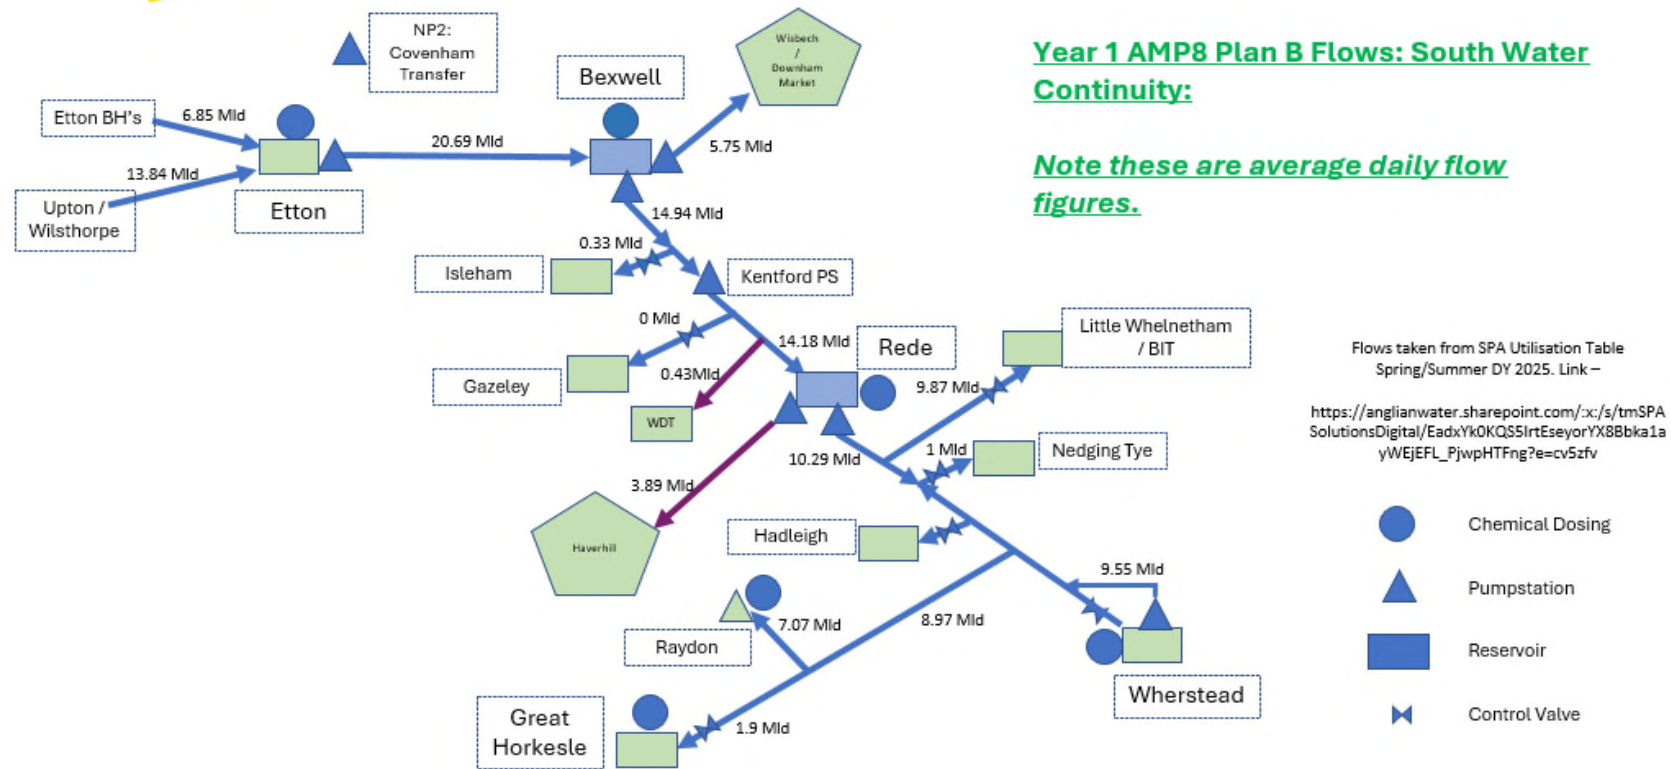 NP2:
Covenham
Transfer
Bexwell
Wisbech
/
Downham
Market
Year 1 AMP8 Plan B Flows: South Water
Continuity:
Note these are average daily flow
figures.
Etton BH's
6.85 Mld
20.69 Mld
5.75 Mld
13.84 Mld
Upton /
Wilsthorpe
Etton
14.94 Mld
0.33 Mld
Isleham
Kentford PS
0 Mld
14.18 Mld
Rede
Little Whelnetham
/ BIT
Gazeley
0.43Mld
9.87 Mld
WDT
Flows taken from SPA Utilisation Table
Spring/Summer DY 2025. Link –
https://anglianwater.sharepoint.com/:x:/s/tmSPA
SolutionsDigital/EadxYk0KQS5IrtEseyorYX8Bbka1a
yWEjEFL_PjwpHTFng?e=cv5zfv
10.29 Mld
1 Mld
Nedging Tye
3.89 Mld
Haverhill
Hadleigh
Chemical Dosing
9.55 Mld
Pumpstation
7.07 Mld
8.97 Mld
Raydon
Reservoir
Wherstead
Great
Horkesle
1.9 Mld
Control Valve